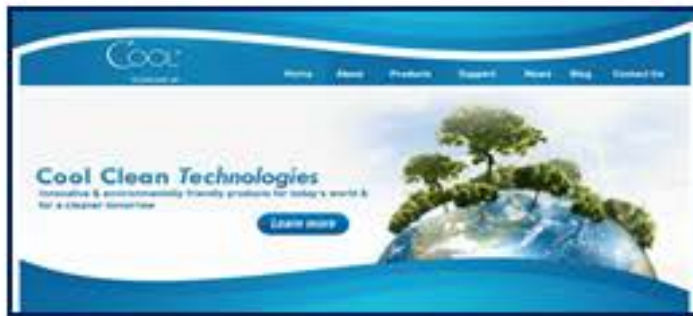 COOL
Home About Products Support News Blog Contact Us
Cool Clean Technologies
Innovative & environmentally friendly products for today's world &
for a cleaner tomorrow
Learn more